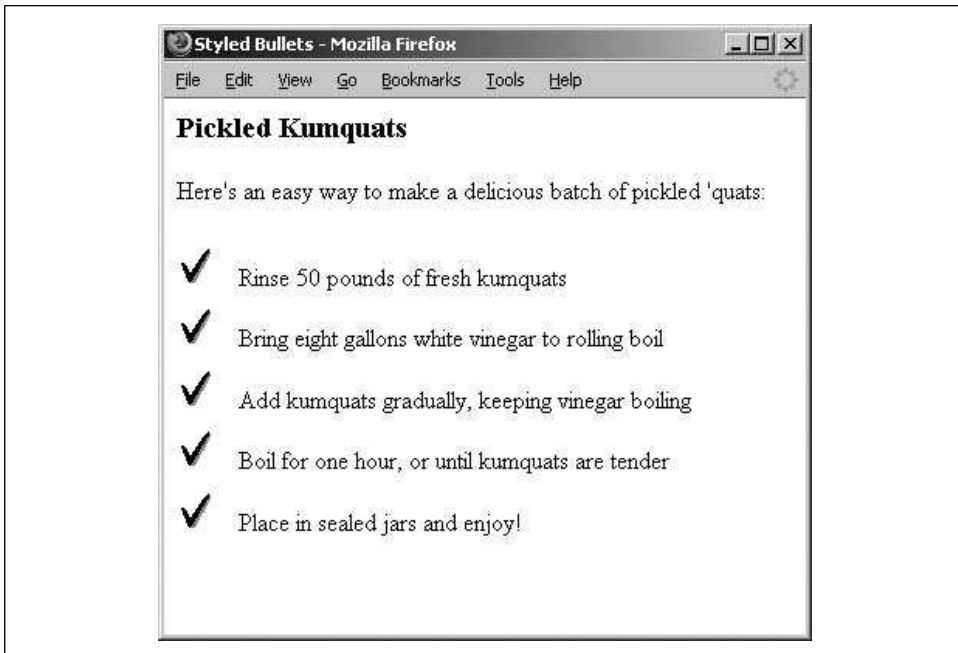 Styled Bullets - Mozilla Firefox
File Edit View Go Bookmarks Tools Help
Pickled Kumquats
Here's an easy way to make a delicious batch of pickled 'quats:
Rinse 50 pounds of fresh kumquats
Bring eight gallons white vinegar to rolling boil
Add kumquats gradually, keeping vinegar boiling
Boil for one hour, or until kumquats are tender
Place in sealed jars and enjoy!